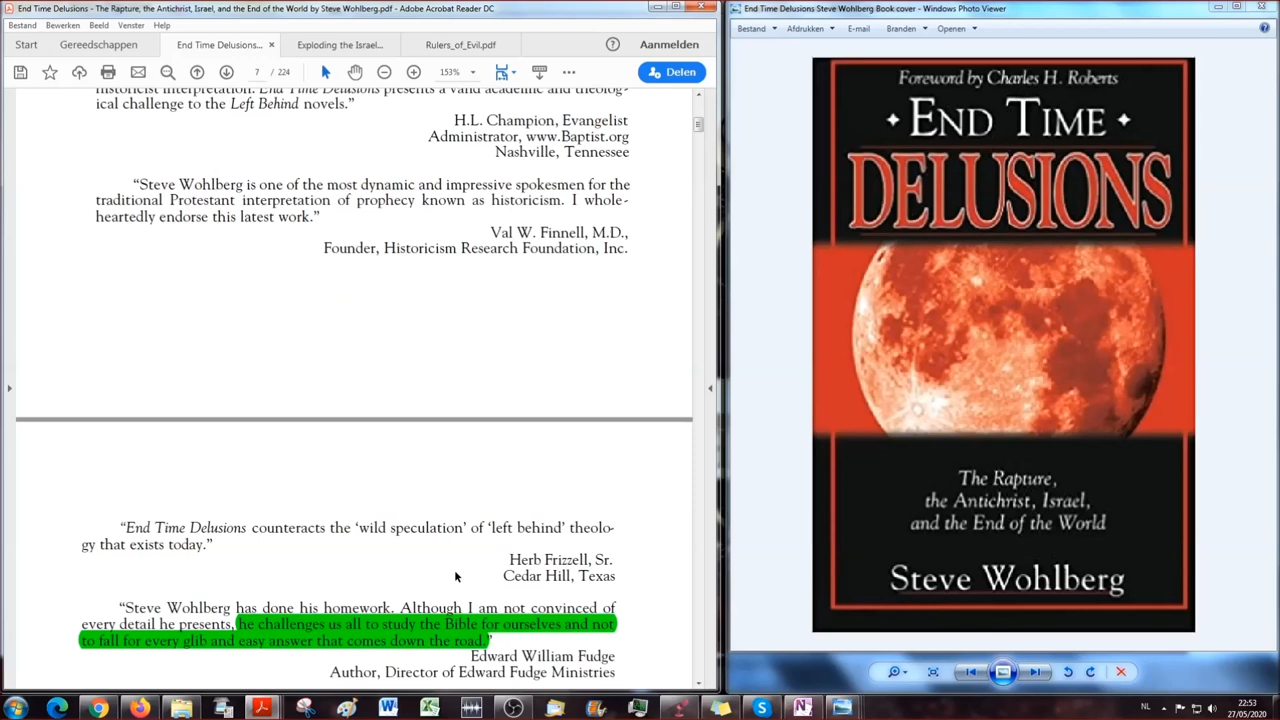 End Time Delusions - The Rapture, the Antichrist, Israel, and the End of the World by Steve Wohlberg.pdf - Adobe Acrobat Reader DC
Bestand Bewerken Beeld Venster Help
Start Gereedschappen End Time Delusions... × Exploding the Israel... Rulers_of_Evil.pdf Aanmelden
7 / 224 153% Delen
historicist interpretation. End Time Delusions presents a valid academic and theolog-
ical challenge to the Left Behind novels.”
H.L. Champion, Evangelist
Administrator, www.Baptist.org
Nashville, Tennessee
“Steve Wohlberg is one of the most dynamic and impressive spokesmen for the
traditional Protestant interpretation of prophecy known as historicism. I whole-
heartedly endorse this latest work.”
Val W. Finnell, M.D.,
Founder, Historicism Research Foundation, Inc.
“End Time Delusions counteracts the ‘wild speculation’ of ‘left behind’ theolo-
gy that exists today.”
Herb Frizzell, Sr.
Cedar Hill, Texas
“Steve Wohlberg has done his homework. Although I am not convinced of
every detail he presents, he challenges us all to study the Bible for ourselves and not
to fall for every glib and easy answer that comes down the road.”
Edward William Fudge
Author, Director of Edward Fudge Ministries
End Time Delusions Steve Wohlberg Book cover - Windows Photo Viewer
Bestand Afdrukken E-mail Branden Openen
Foreword by Charles H. Roberts
END TIME
DELUSIONS
The Rapture,
the Antichrist, Israel,
and the End of the World
Steve Wohlberg
NL 22:53
27/05/2020